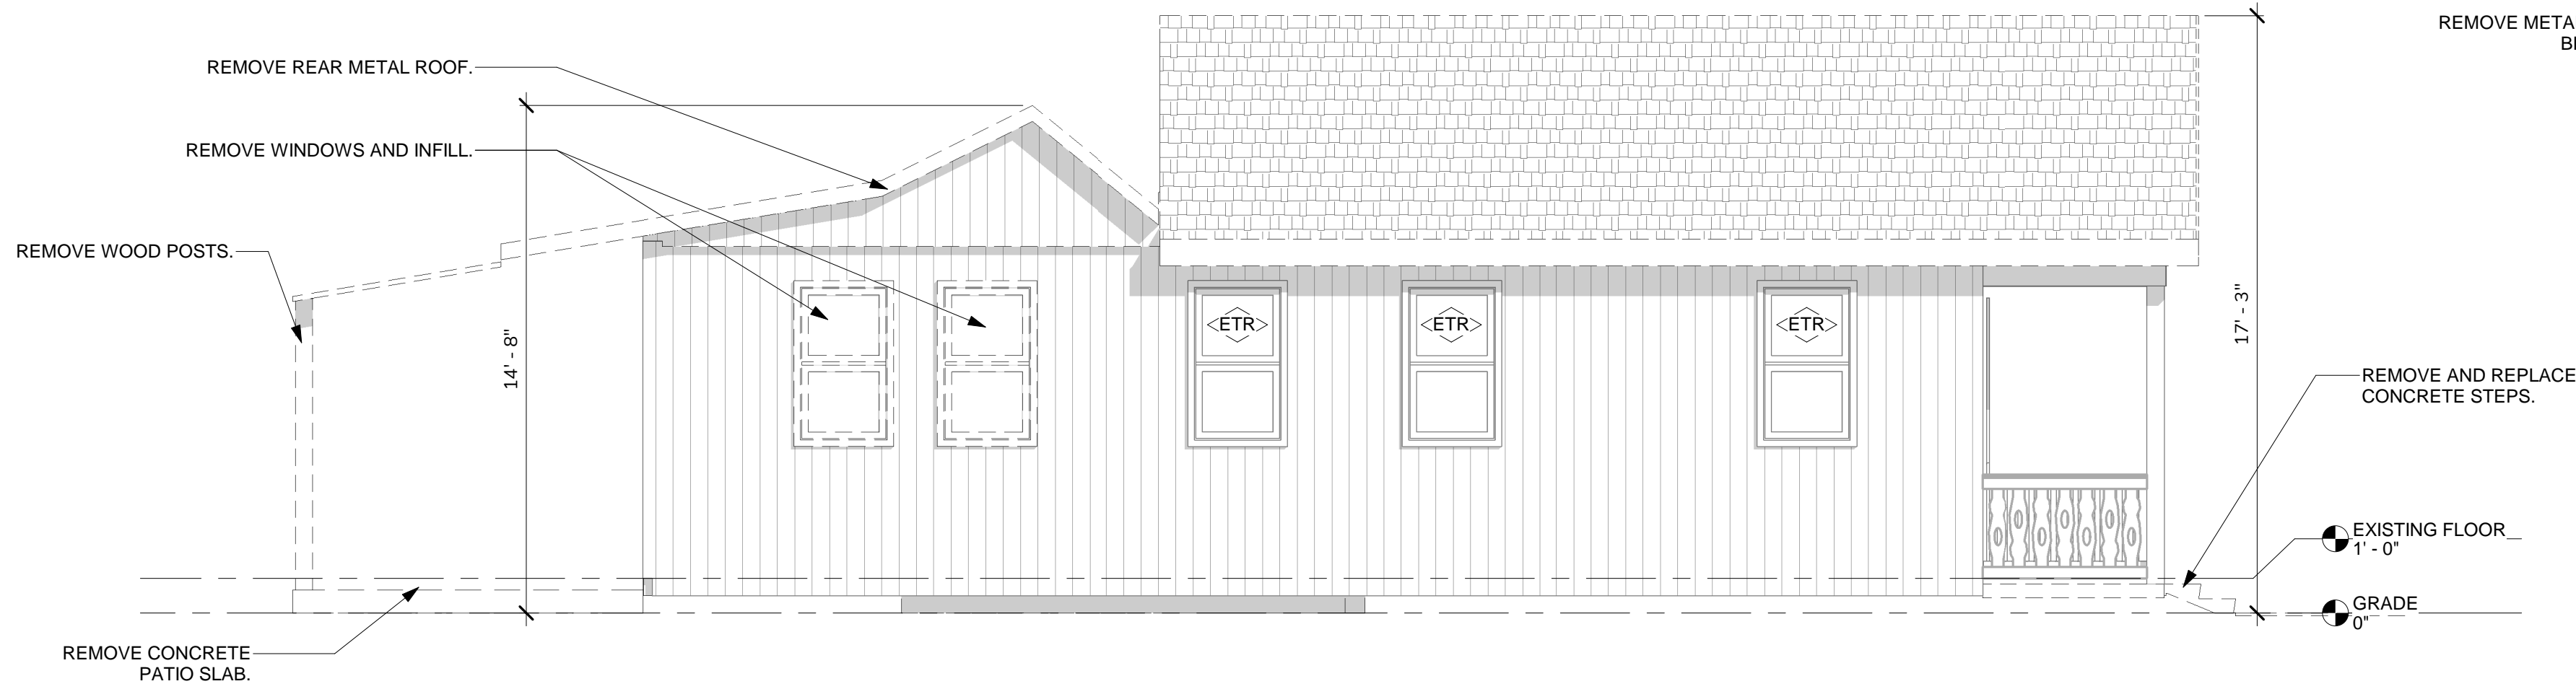 REMOVE METAL
REMOVE REAR METAL ROOF.
REMOVE WINDOWS AND INFILL.
REMOVE WOOD POSTS.
14' - 8"
ETR
ETR
ETR
17' - 3"
REMOVE AND REPLACE
CONCRETE STEPS.
EXISTING FLOOR
1' - 0"
GRADE
0"
REMOVE CONCRETE
PATIO SLAB.